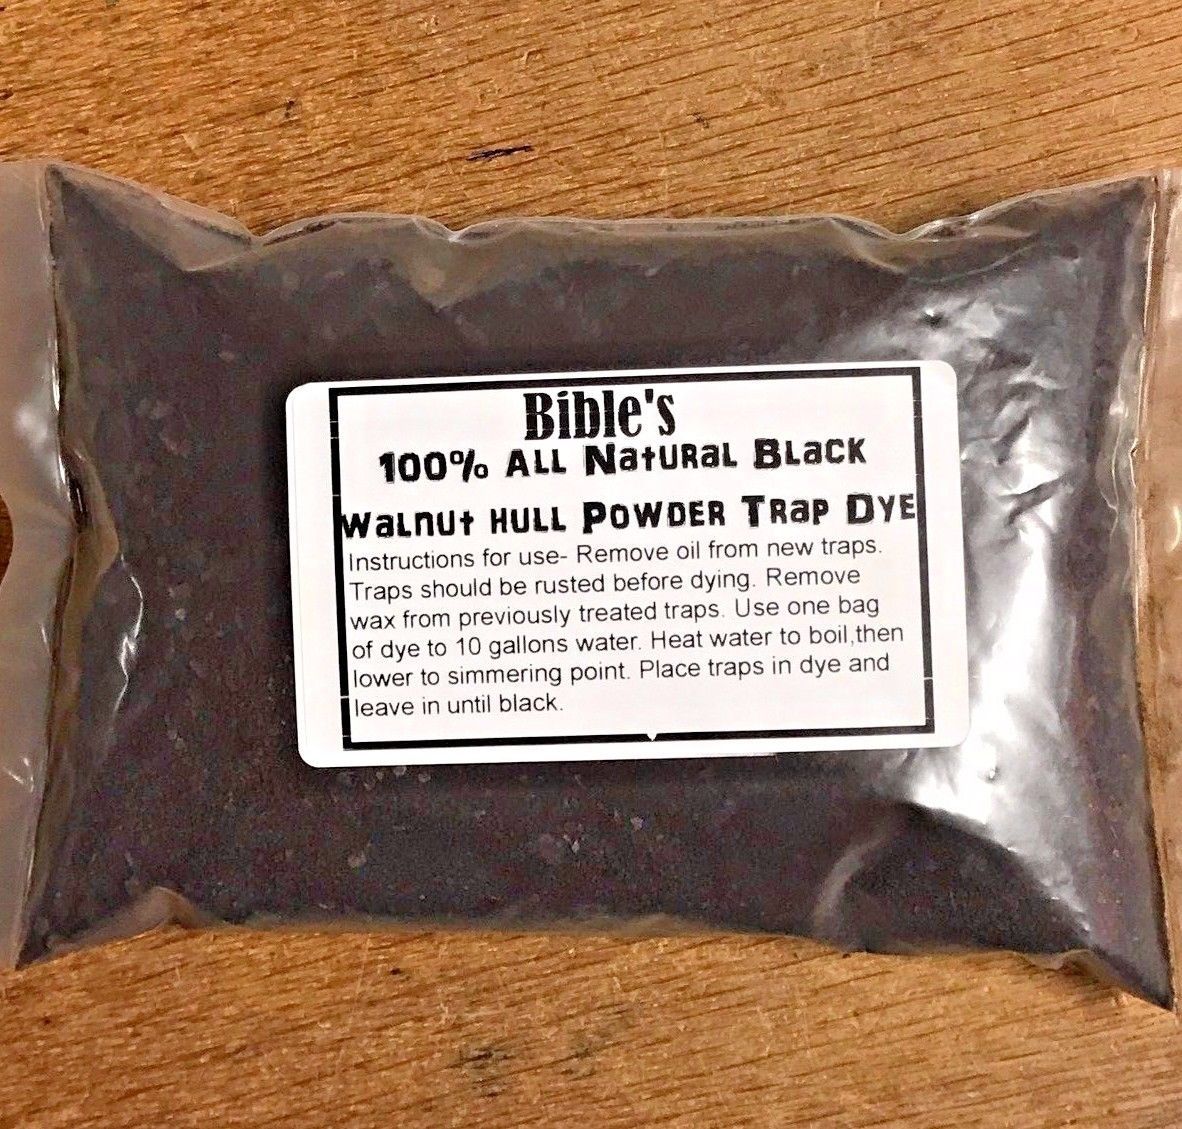 Bible's
100% All Natural Black
Walnut Hull Powder Trap Dye
Instructions for use- Remove oil from new traps.
Traps should be rusted before dying. Remove
wax from previously treated traps. Use one bag
of dye to 10 gallons water. Heat water to boil,then
lower to simmering point. Place traps in dye and
leave in until black.